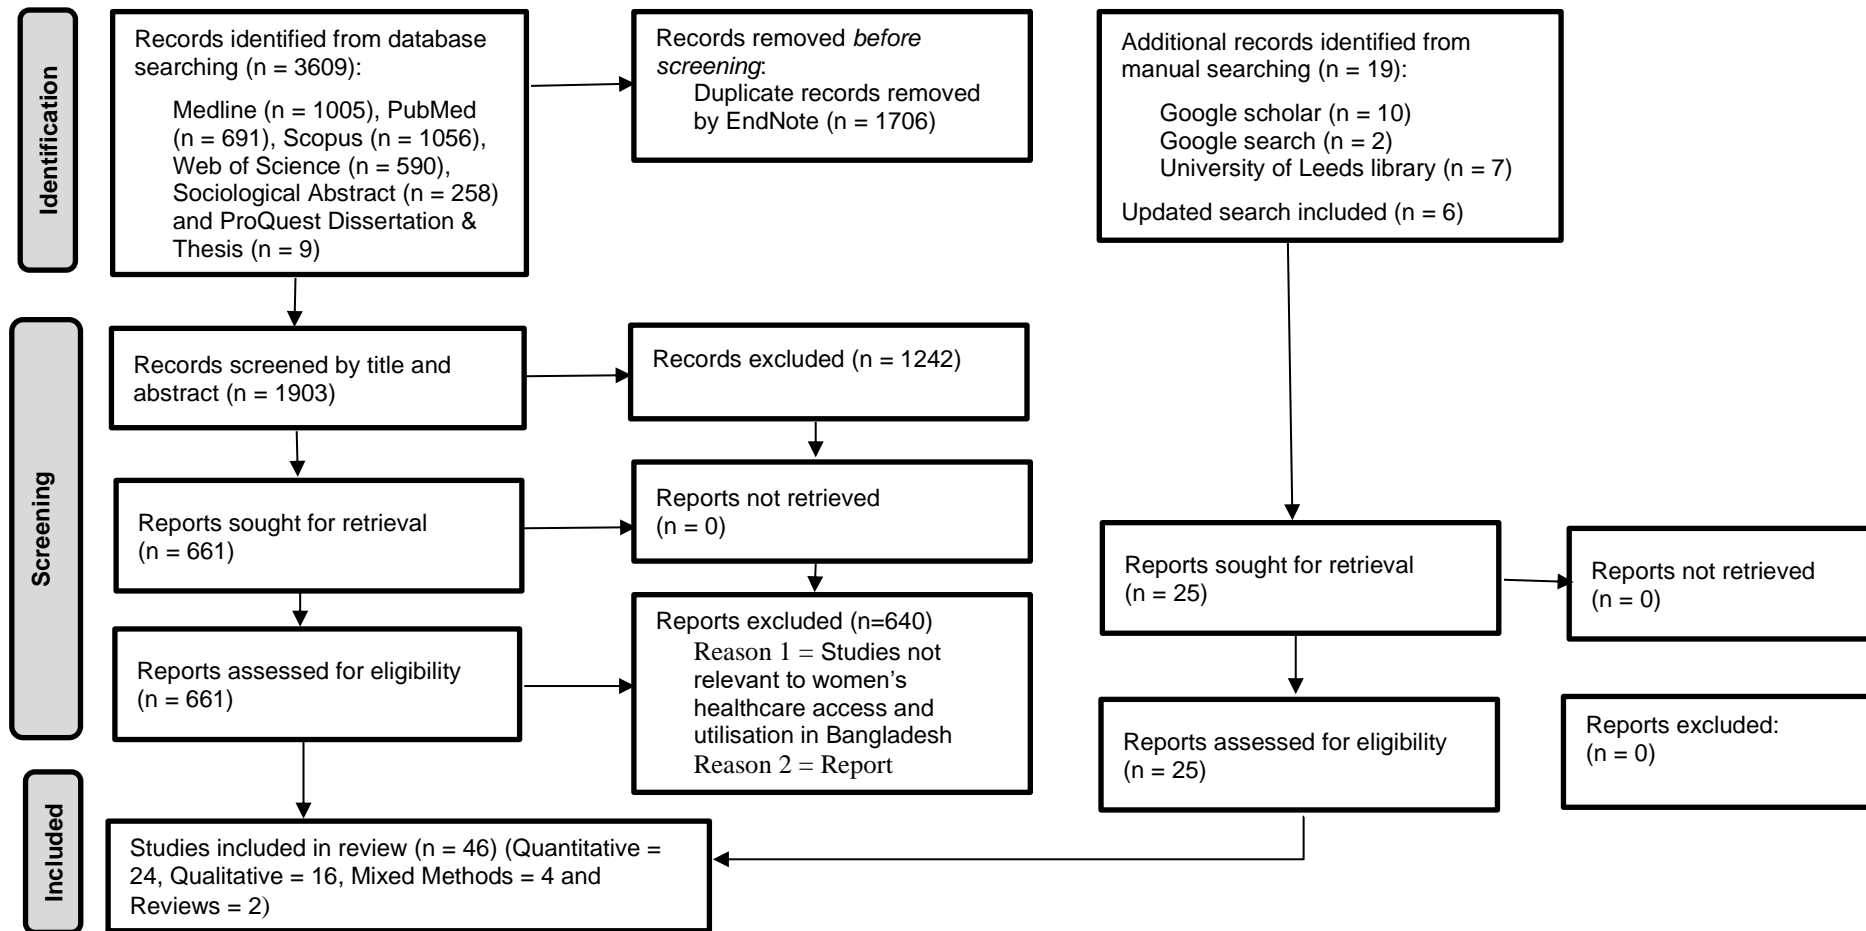 Identification
Records identified from database
searching (n = 3609):
Medline (n = 1005), PubMed
(n = 691), Scopus (n = 1056),
Web of Science (n = 590),
Sociological Abstract (n = 258)
and ProQuest Dissertation &
Thesis (n = 9)
Records removed before
screening:
Duplicate records removed
by EndNote (n = 1706)
Additional records identified from
manual searching (n = 19):
Google scholar (n = 10)
Google search (n = 2)
University of Leeds library (n = 7)
Updated search included (n = 6)
Screening
Records screened by title and
abstract (n = 1903)
Records excluded (n = 1242)
Reports sought for retrieval
(n = 661)
Reports not retrieved
(n = 0)
Reports sought for retrieval
(n = 25)
Reports not retrieved
(n = 0)
Reports assessed for eligibility
(n = 661)
Reports excluded (n=640)
Reason 1 = Studies not
relevant to women’s
healthcare access and
utilisation in Bangladesh
Reason 2 = Report
Reports assessed for eligibility
(n = 25)
Reports excluded:
(n = 0)
Included
Studies included in review (n = 46) (Quantitative =
24, Qualitative = 16, Mixed Methods = 4 and
Reviews = 2)